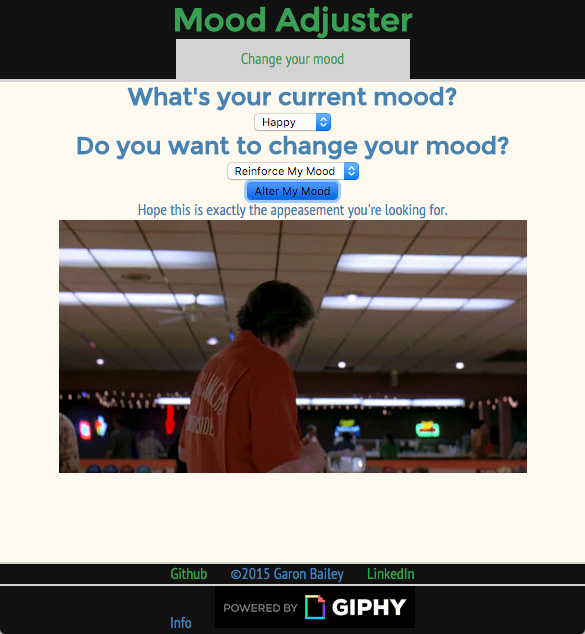 Mood Adjuster
Change your mood
What's your current mood?
Happy
Do you want to change your mood?
Reinforce My Mood
Alter My Mood
Hope this is exactly the appeasement you're looking for.
Github ©2015 Garon Bailey LinkedIn
Info POWERED BY GIPHY